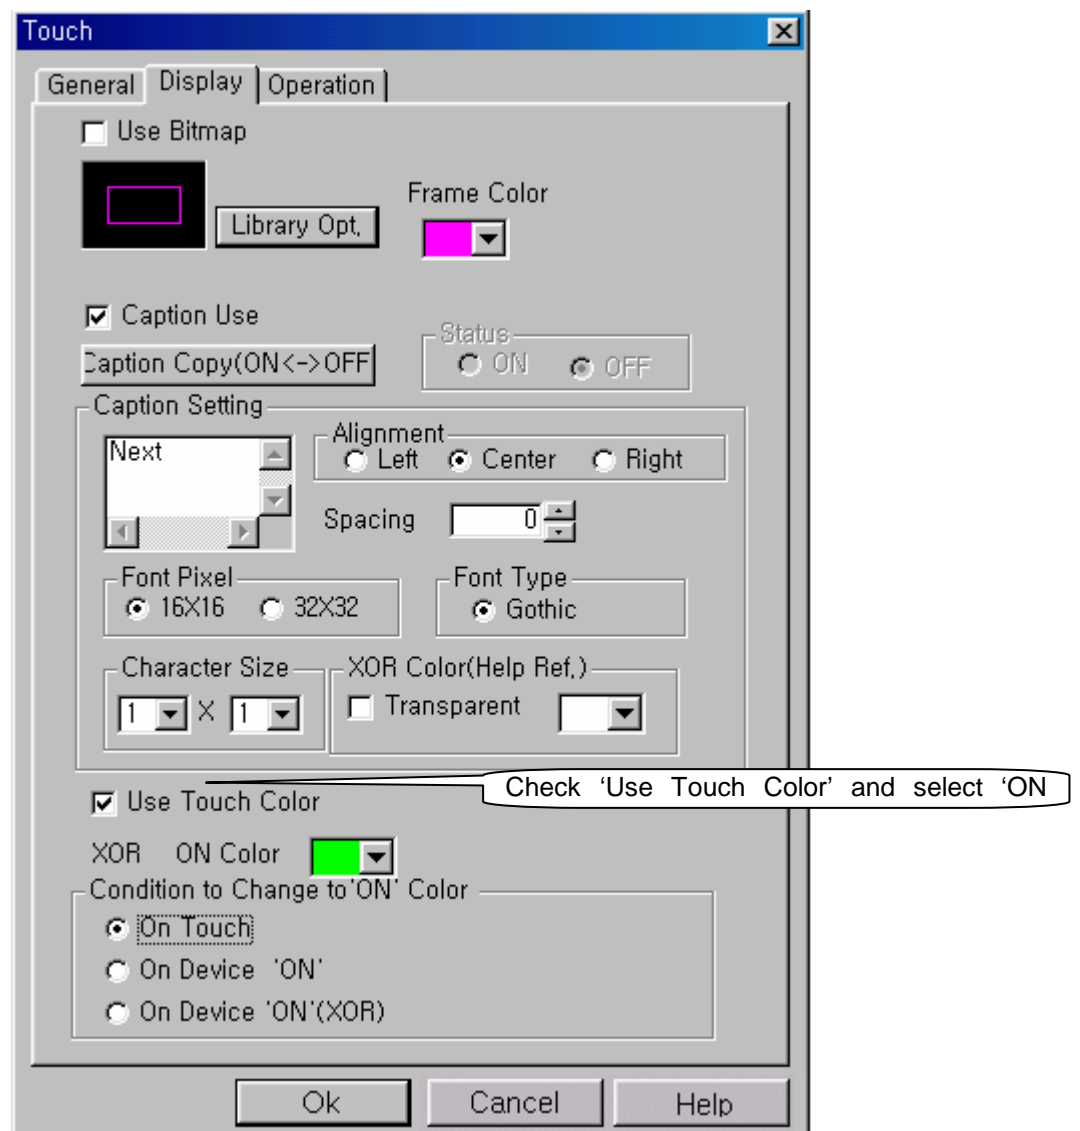 Touch
General Display Operation
Use Bitmap
Frame Color
Library Opt.
Caption Use
Status
Caption Copy(ON<->OFF
ON OFF
Caption Setting
Next
Alignment
Left Center Right
Spacing 0
Font Pixel
16X16 32X32
Font Type
Gothic
Character Size
1 X 1
XOR Color(Help Ref.)
Transparent
Check ‘Use Touch Color’ and select ‘ON
Use Touch Color
XOR ON Color
Condition to Change to'ON' Color
On Touch
On Device 'ON'
On Device 'ON'(XOR)
Ok Cancel Help